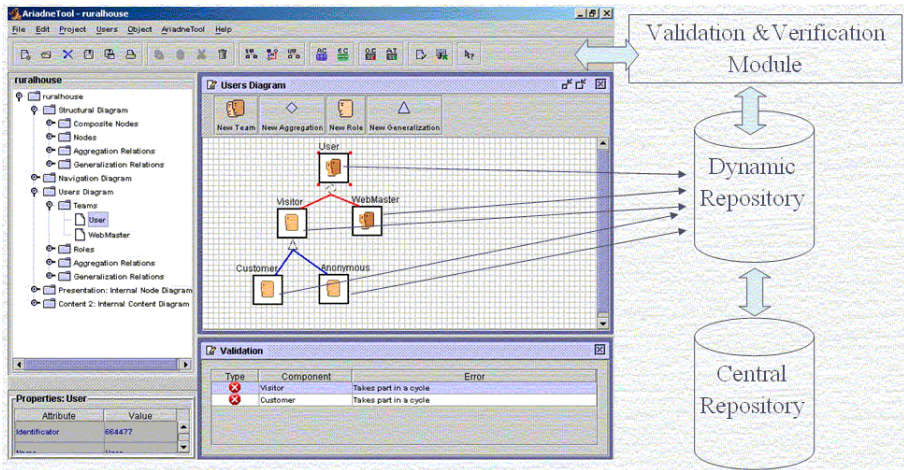 AriadneTool - ruralhouse
File Edit Project Users Object AriadneTool Help
ruralhouse
ruralhouse
Structural Diagram
Composite Nodes
Nodes
Aggregation Relations
Generalization Relations
Navigation Diagram
Users Diagram
Teams
User
WebMaster
Roles
Aggregation Relations
Generalization Relations
Presentation: Internal Node Diagram
Content 2: Internal Content Diagram
Properties: User
Attribute Value
Identificator 664477
User
Users Diagram
New Team New Aggregation New Role New Generalization
User
Visitor WebMaster
Customer Anonymous
Validation
Type Component Error
Visitor Takes part in a cycle
Customer Takes part in a cycle
Validation &Verification
Module
Dynamic
Repository
Central
Repository